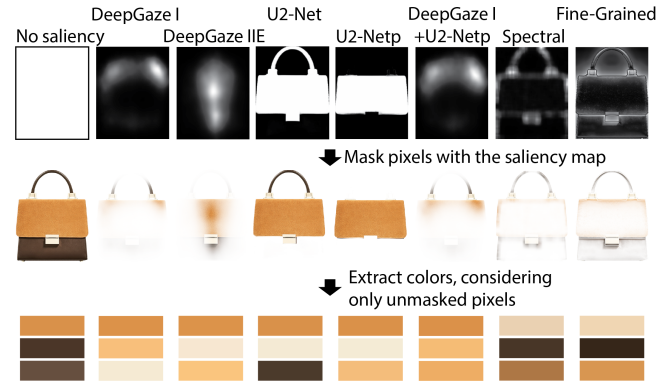 No saliency
DeepGaze I
DeepGaze IIE
U2-Net
U2-Netp
DeepGaze I
+U2-Netp
Spectral
Fine-Grained
Mask pixels with the saliency map
Extract colors, considering
only unmasked pixels